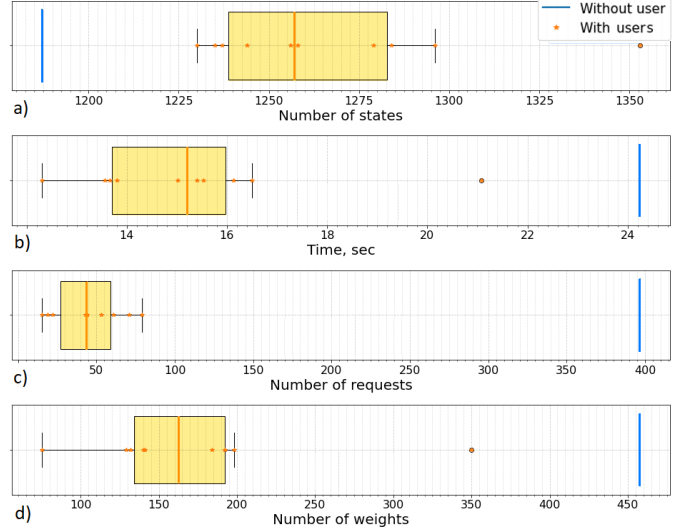 Without user
With users
1200 1225 1250 1275 1300 1325 1350
a) Number of states
14 16 18 20 22 24
b) Time, sec
50 100 150 200 250 300 350 400
c) Number of requests
100 150 200 250 300 350 400 450
d) Number of weights